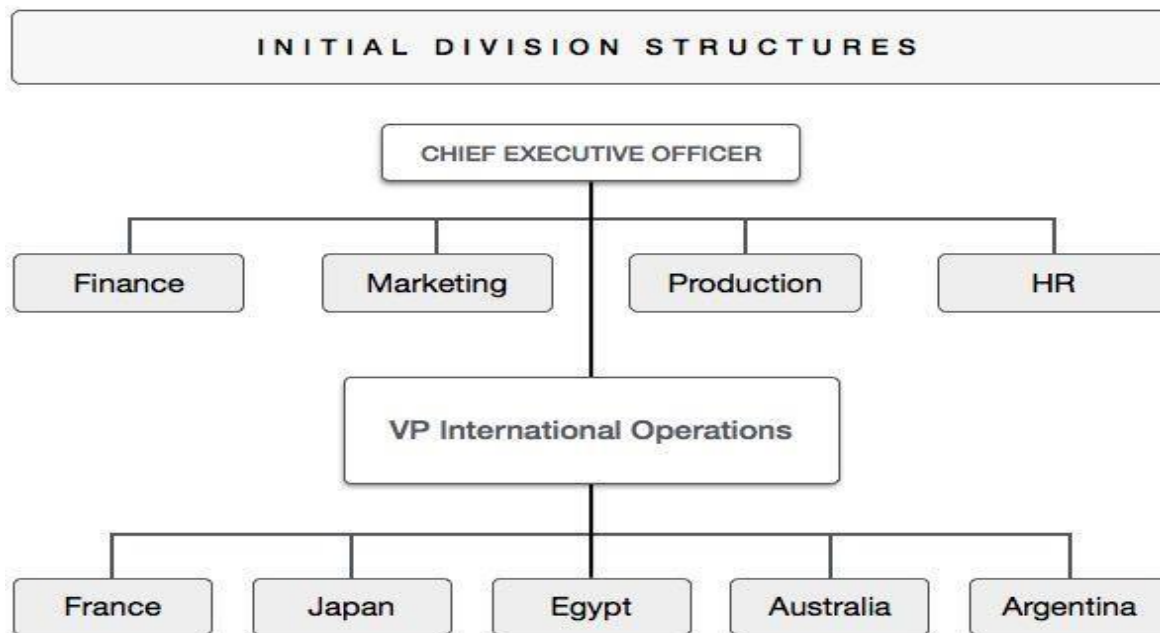 INITIAL DIVISION STRUCTURES
CHIEF EXECUTIVE OFFICER
Finance
Marketing
Production
HR
VP International Operations
France
Japan
Egypt
Australia
Argentina